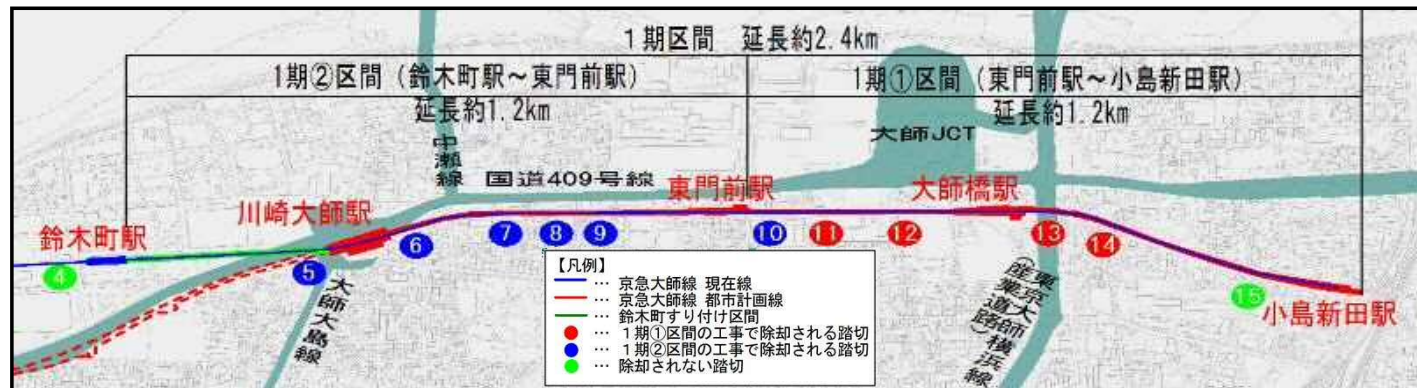 1期区間 延長約2.4km
1期②区間（鈴木町駅～東門前駅）
延長約1.2km
1期①区間（東門前駅～小島新田駅）
延長約1.2km
大師JCT
中瀬線
国道409号線
東門前駅
大師橋駅
川崎大師駅
鈴木町駅
④
⑤
⑥
⑦
⑧
⑨
⑩
⑪
⑫
⑬
⑭
⑮
小島新田駅
大師大島線
東京大師横浜線
（産業道路）
【凡例】
… 京急大師線 現在線
… 京急大師線 都市計画線
… 鈴木町すり付け区間
… 1期①区間の工事で除却される踏切
… 1期②区間の工事で除却される踏切
… 除却されない踏切